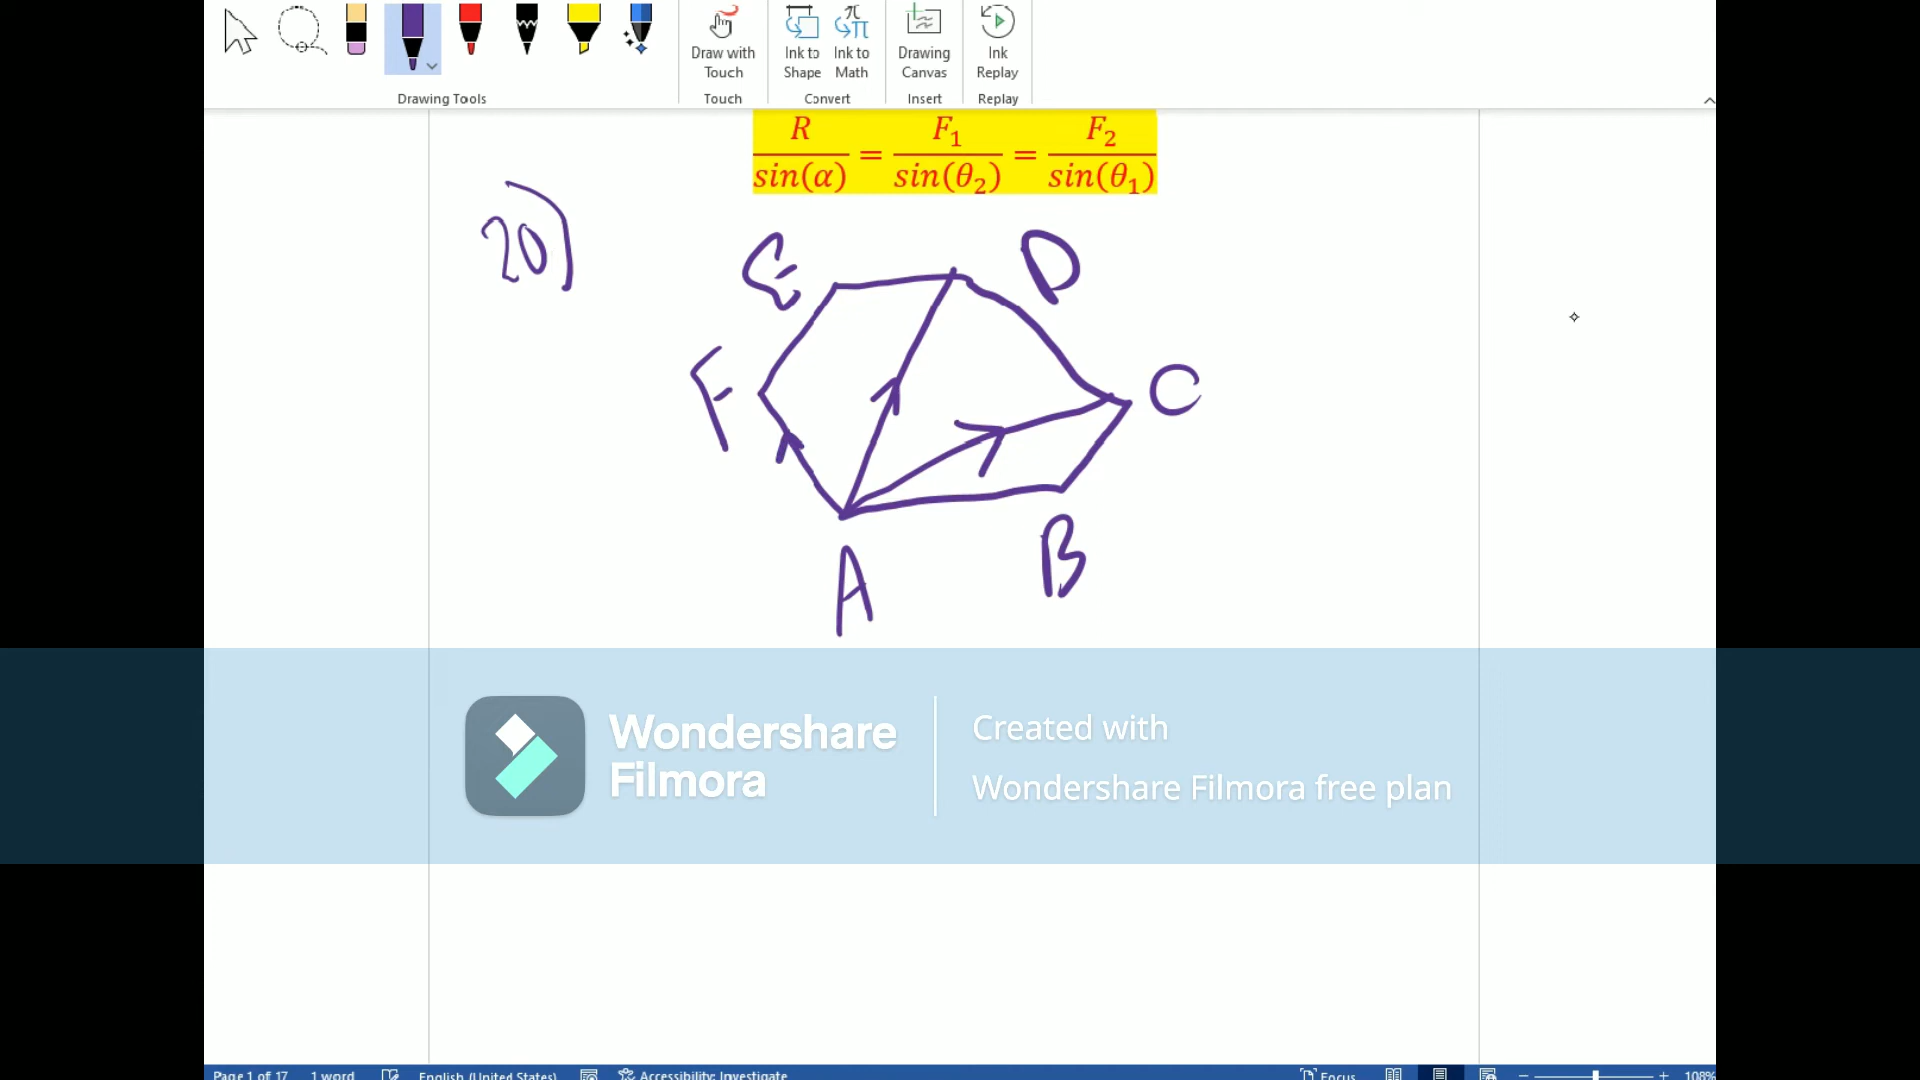 Draw with Touch
Ink to Shape
Ink to Math
Drawing Canvas
Ink Replay
Drawing Tools
Touch
Convert
Insert
Replay
R/sin(α) = F₁/sin(θ₂) = F₂/sin(θ₁)
20)
E
D
F
C
B
A
Wondershare Filmora
Created with
Wondershare Filmora free plan
Page 1 of 17
1 word
English (United States)
Accessibility: Investigate
Focus
108%